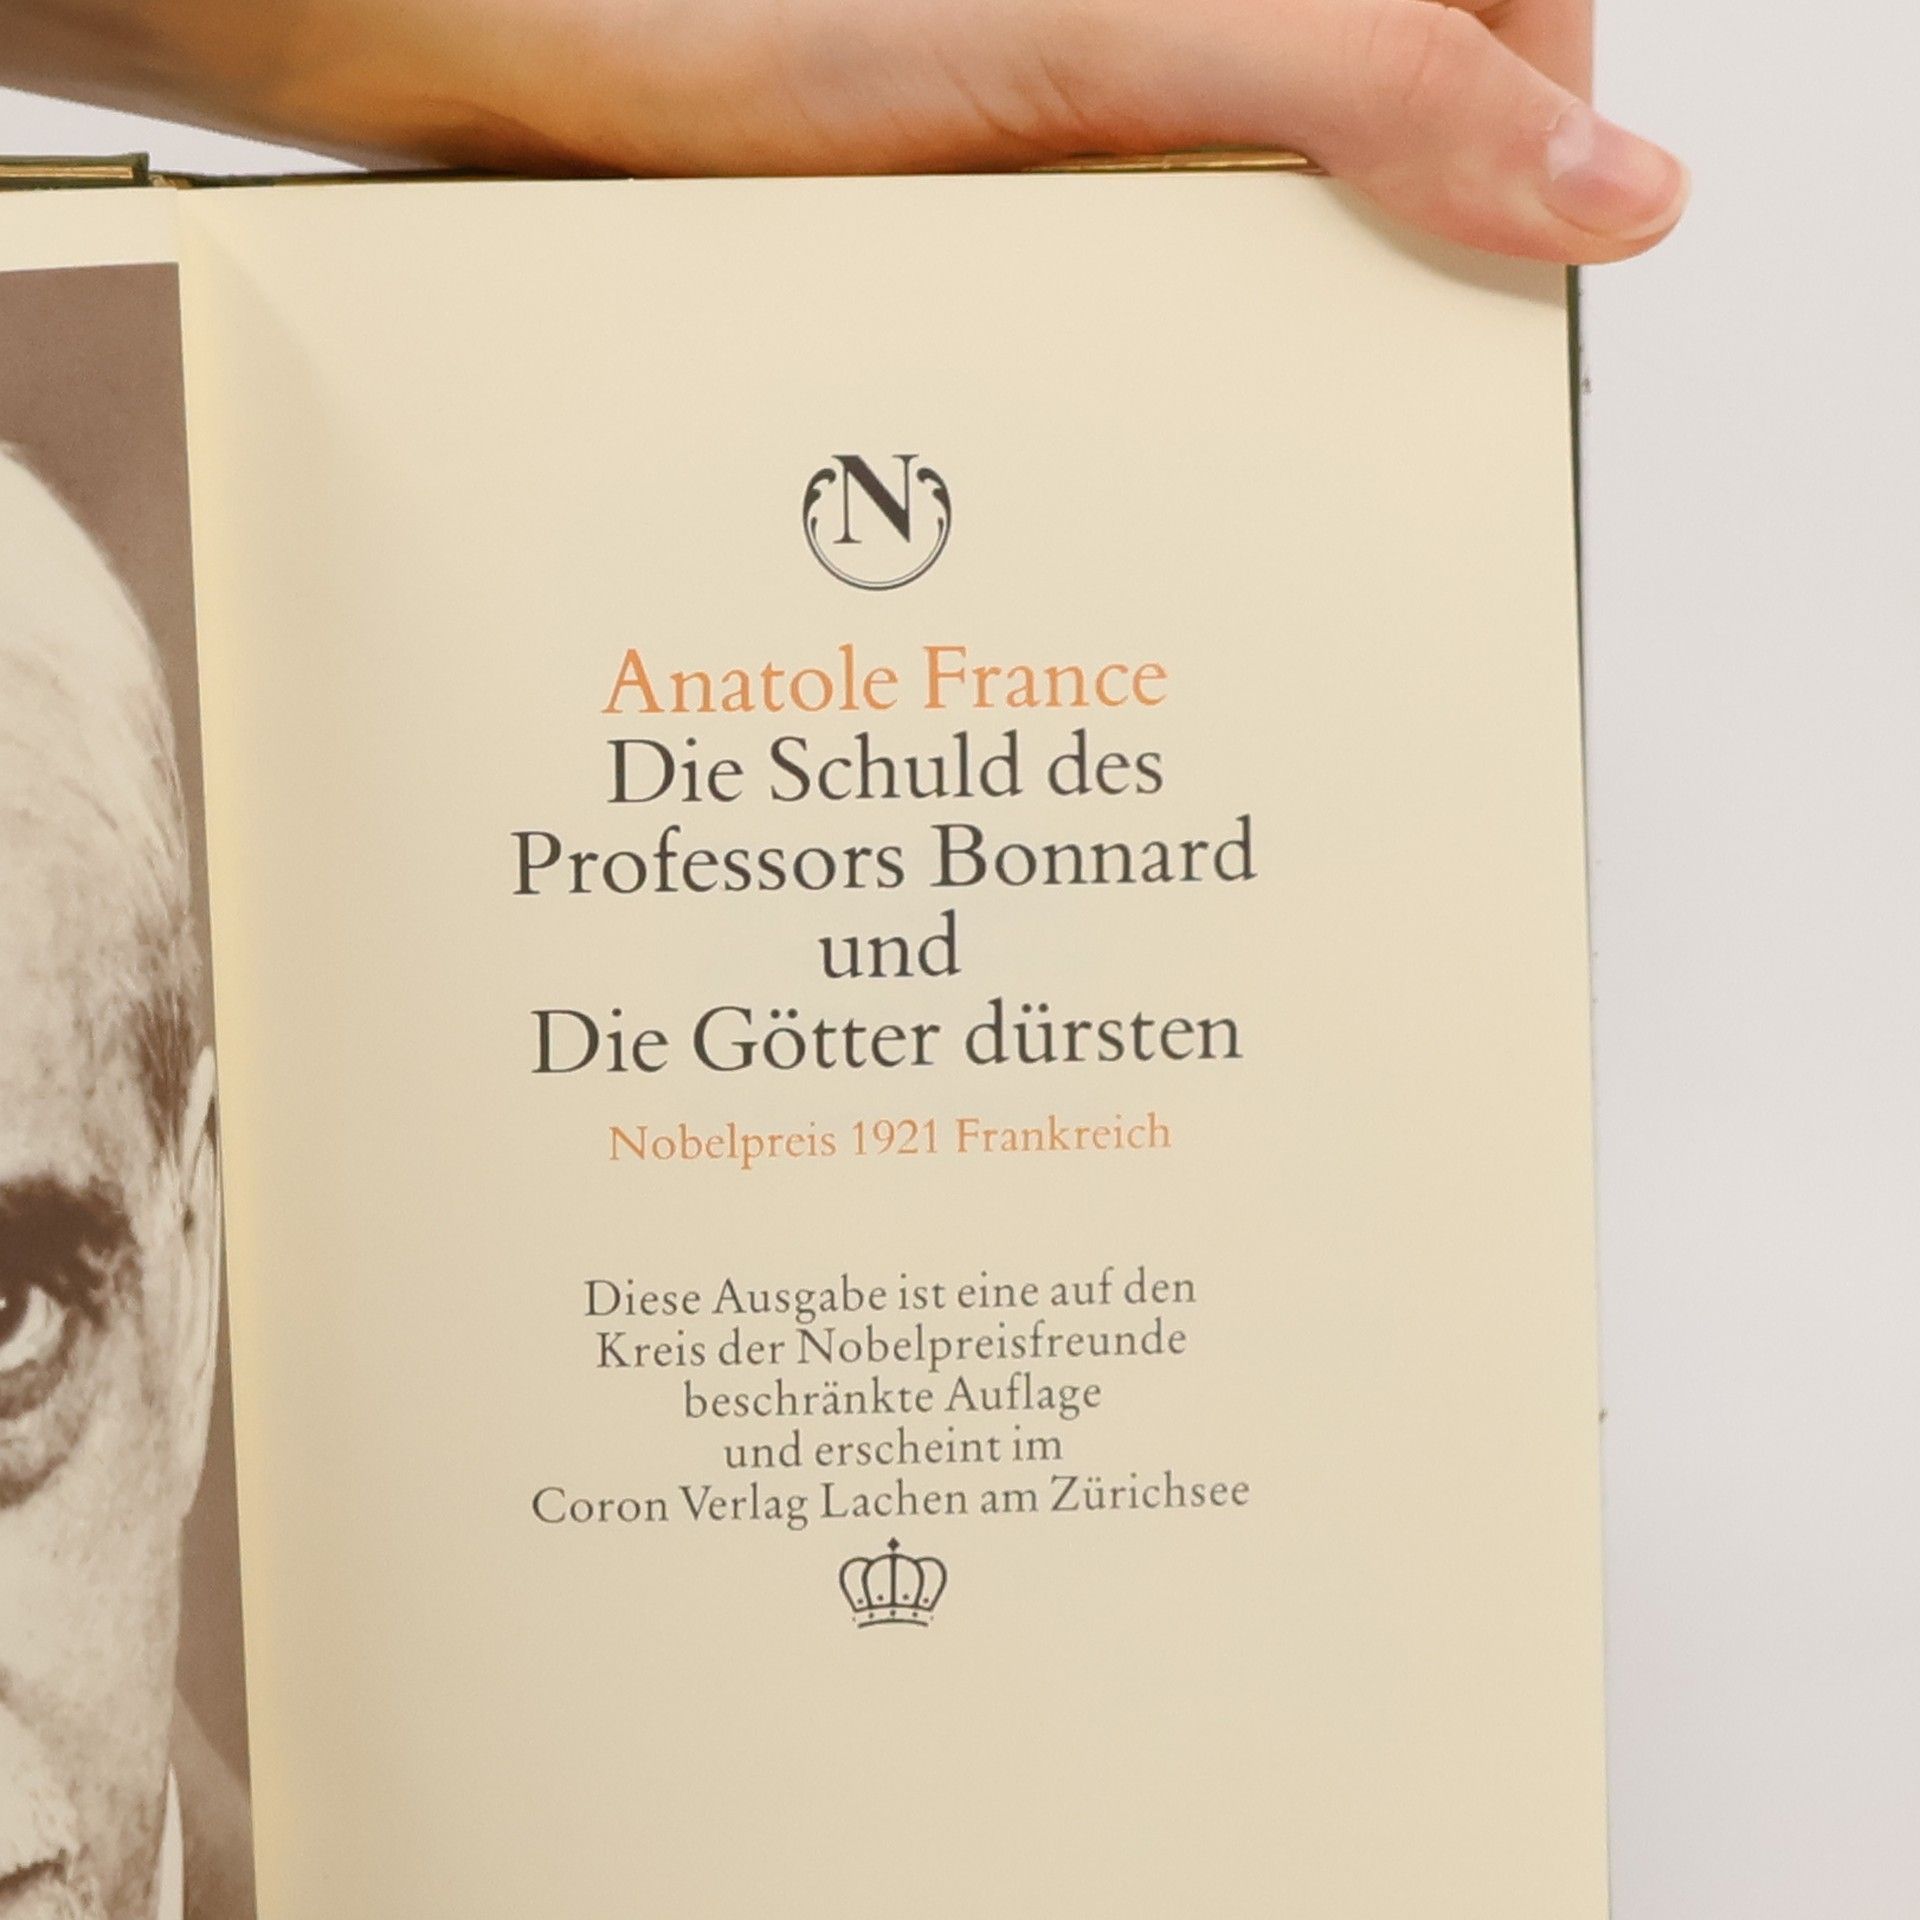 N
Anatole France
Die Schuld des
Professors Bonnard
und
Die Götter dürsten
Nobelpreis 1921 Frankreich
Diese Ausgabe ist eine auf den
Kreis der Nobelpreisfreunde
beschränkte Auflage
und erscheint im
Coron Verlag Lachen am Zürichsee